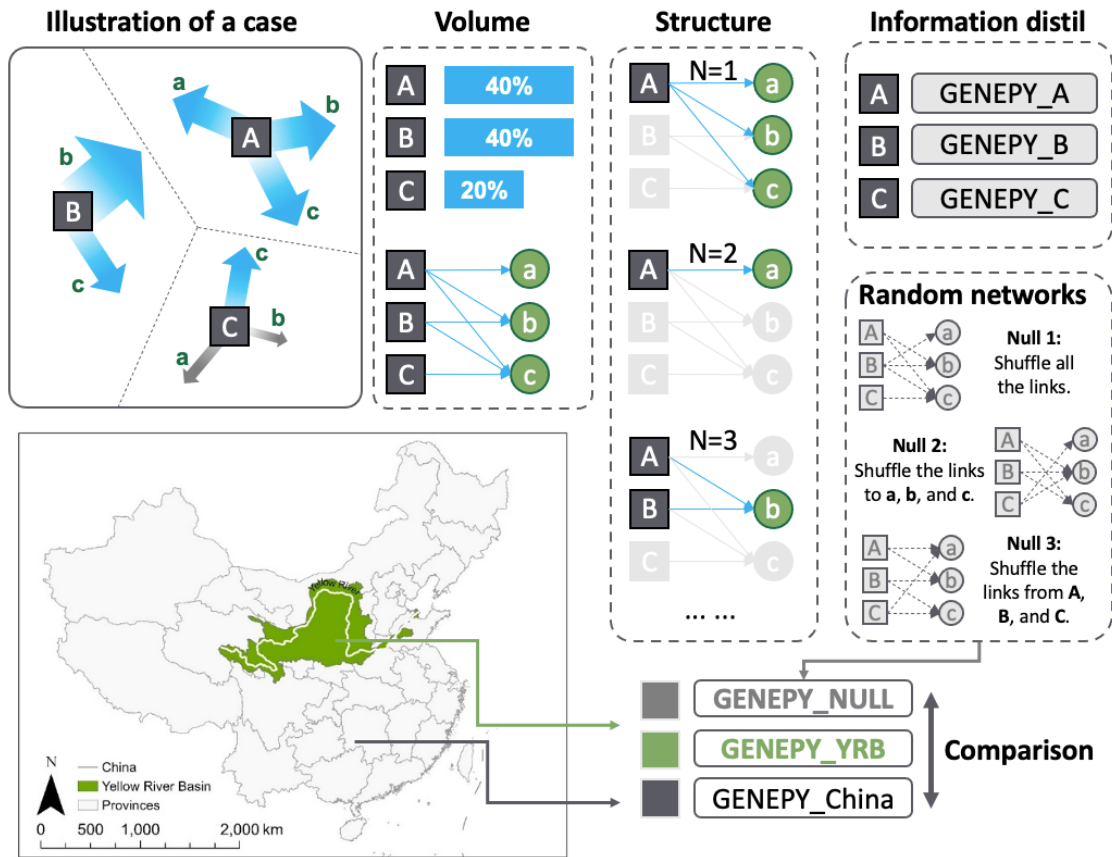 Illustration of a case
a
b
A
c
b
B
c
c
C
b
a
Volume
A
40%
B
40%
C
20%
A
a
B
b
C
c
Structure
N=1
A
a
B
b
C
c
N=2
A
a
B
b
C
c
N=3
A
a
B
b
C
c
... ...
Information distil
A
GENEPY_A
B
GENEPY_B
C
GENEPY_C
Random networks
A
a
B
b
C
c
Null 1:
Shuffle all
the links.
Null 2:
Shuffle the links
to a, b, and c.
A
a
B
b
C
c
A
a
B
b
C
c
Null 3:
Shuffle the
links from A,
B, and C.
Yellow River
N
China
Yellow River Basin
Provinces
0 500 1,000 2,000 km
GENEPY_NULL
GENEPY_YRB
GENEPY_China
Comparison